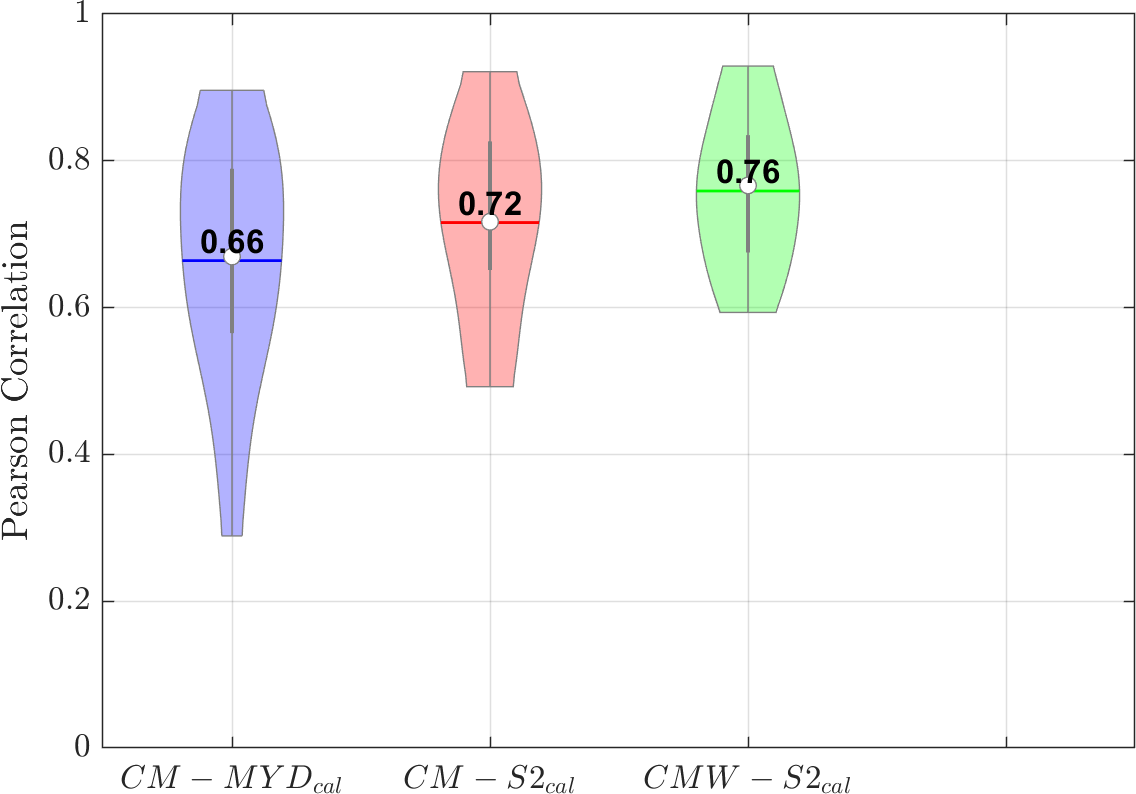 1
0.8
0.6
0.4
0.2
0
Pearson Correlation
0.66
0.72
0.76
CM − MYD_cal
CM − S2_cal
CMW − S2_cal